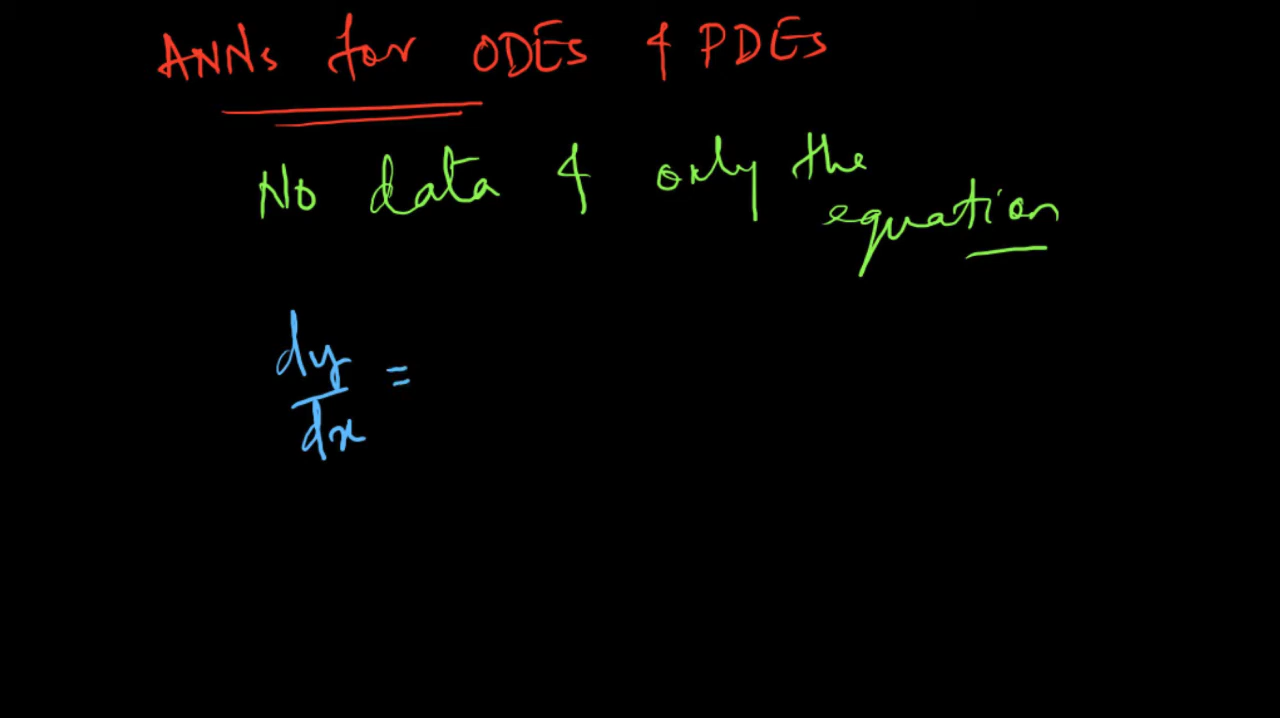 ANNs for ODEs & PDEs
No data & only the
equation
dy/dx =